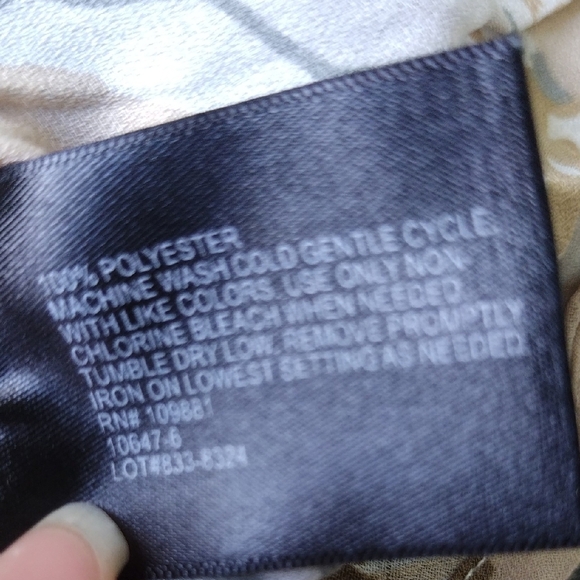 100% POLYESTER
MACHINE WASH COLD GENTLE CYCLE.
WITH LIKE COLORS. USE ONLY NON-
CHLORINE BLEACH WHEN NEEDED.
TUMBLE DRY LOW. REMOVE PROMPTLY
IRON ON LOWEST SETTING AS NEEDED.
RN# 109881
10647-6
LOT#833-8324